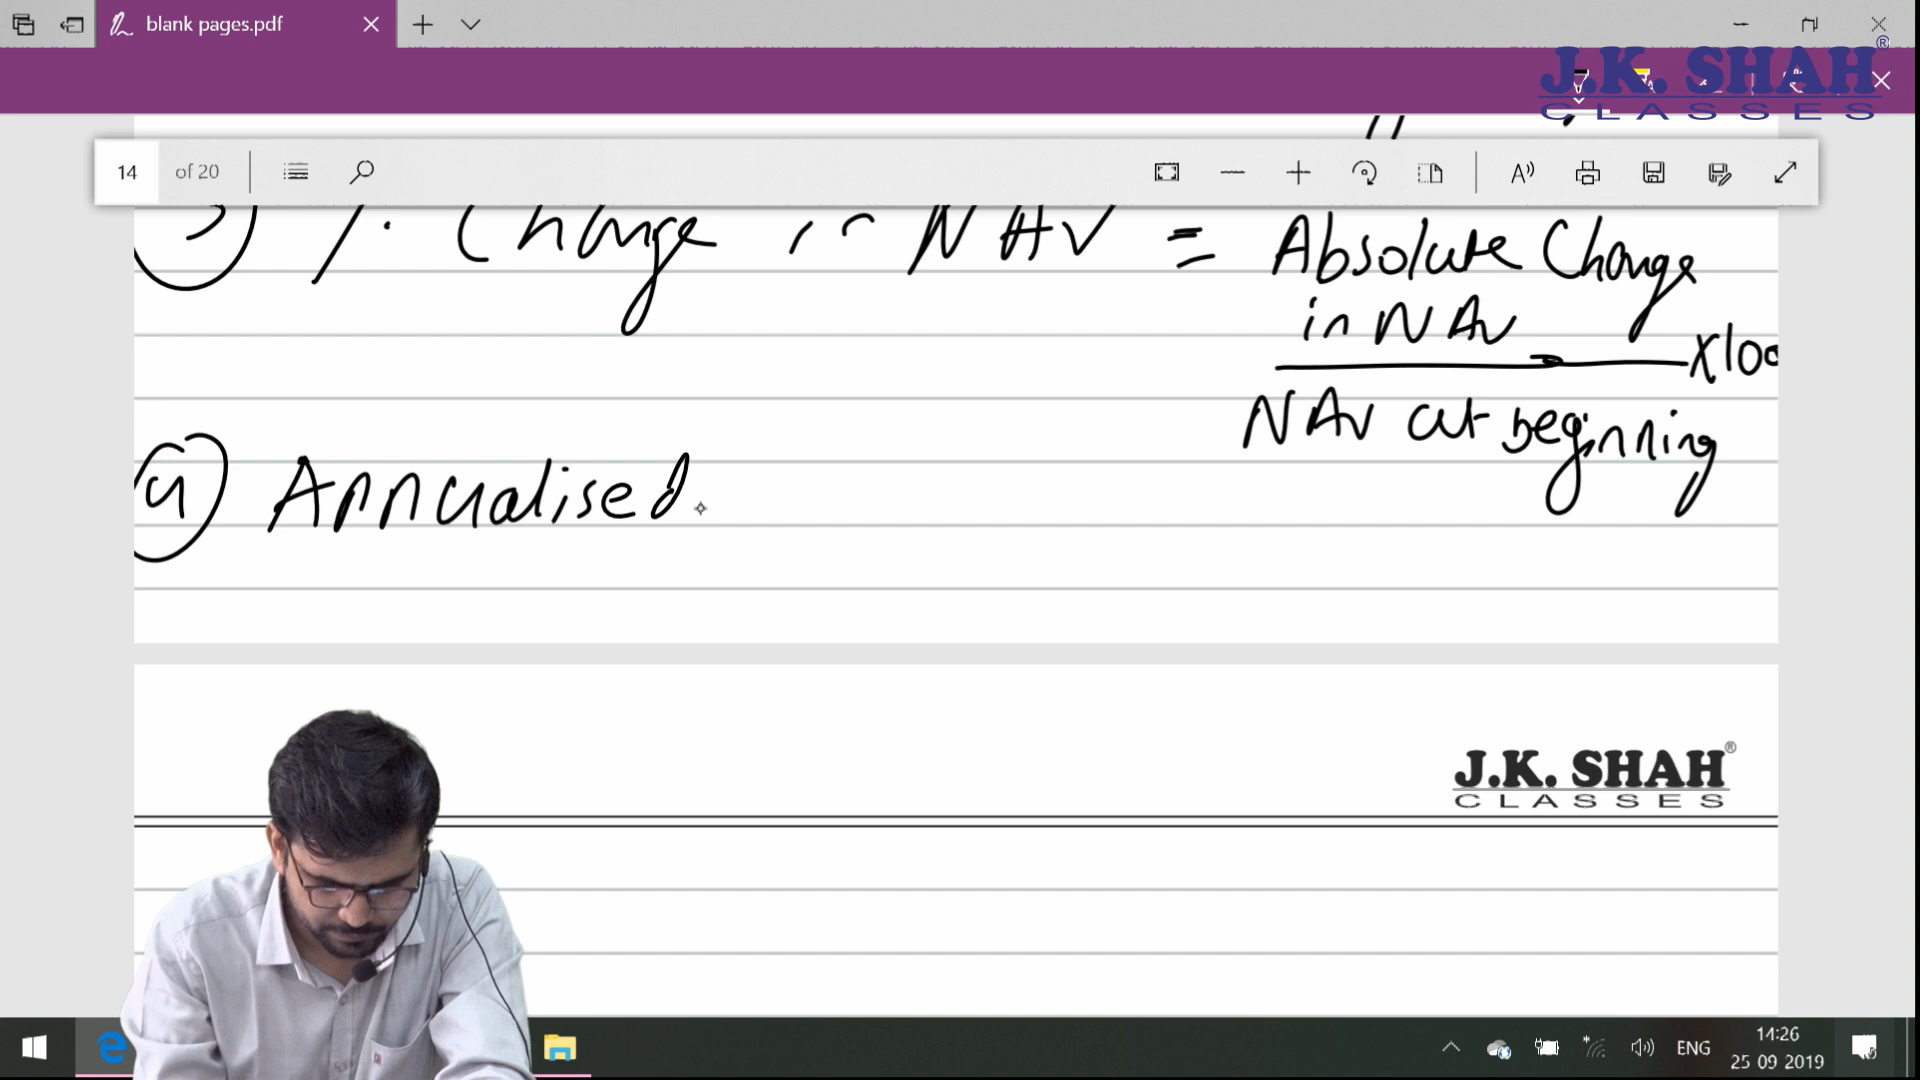 blank pages.pdf
J.K. SHAH®
CLASSES
14 of 20
3 %. Change in NAV = Absolute Change
in NAV
X100
NAV at beginning
4 Annualised
J.K. SHAH®
CLASSES
ENG
14:26
25-09-2019